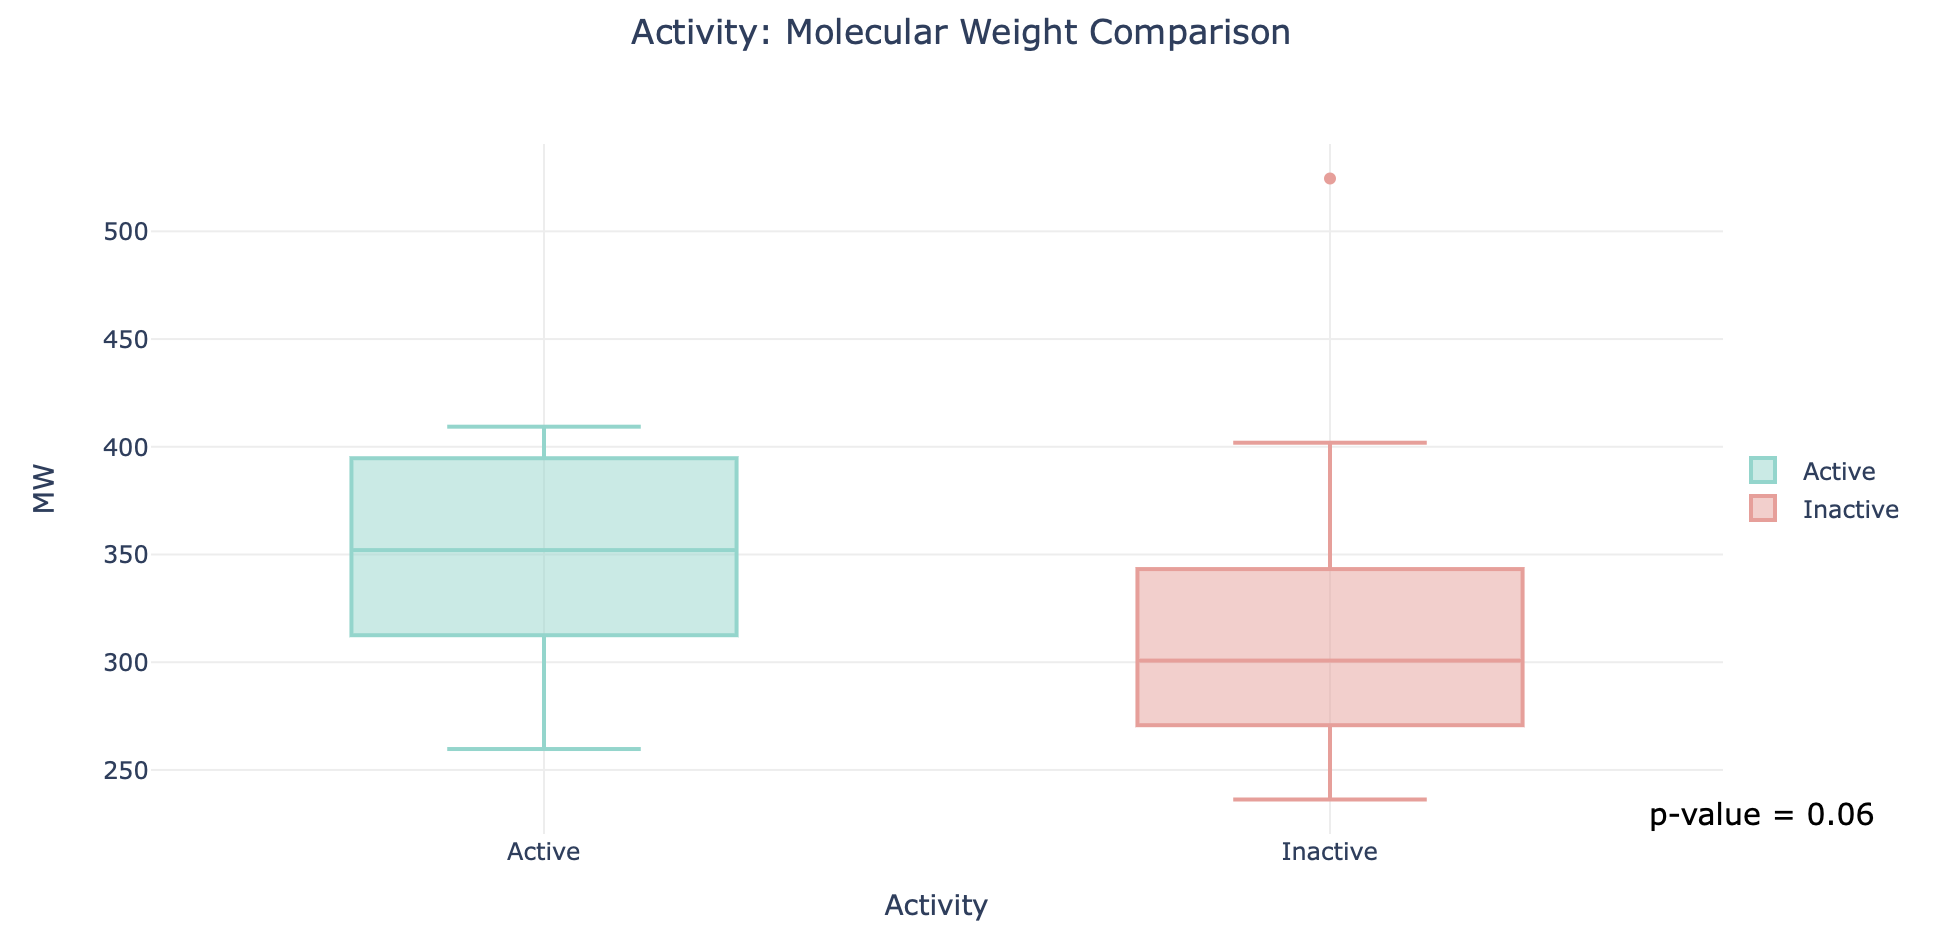 Activity: Molecular Weight Comparison
500
450
400
350
300
250
MW
Active
Inactive
Activity
Active
Inactive
p-value = 0.06